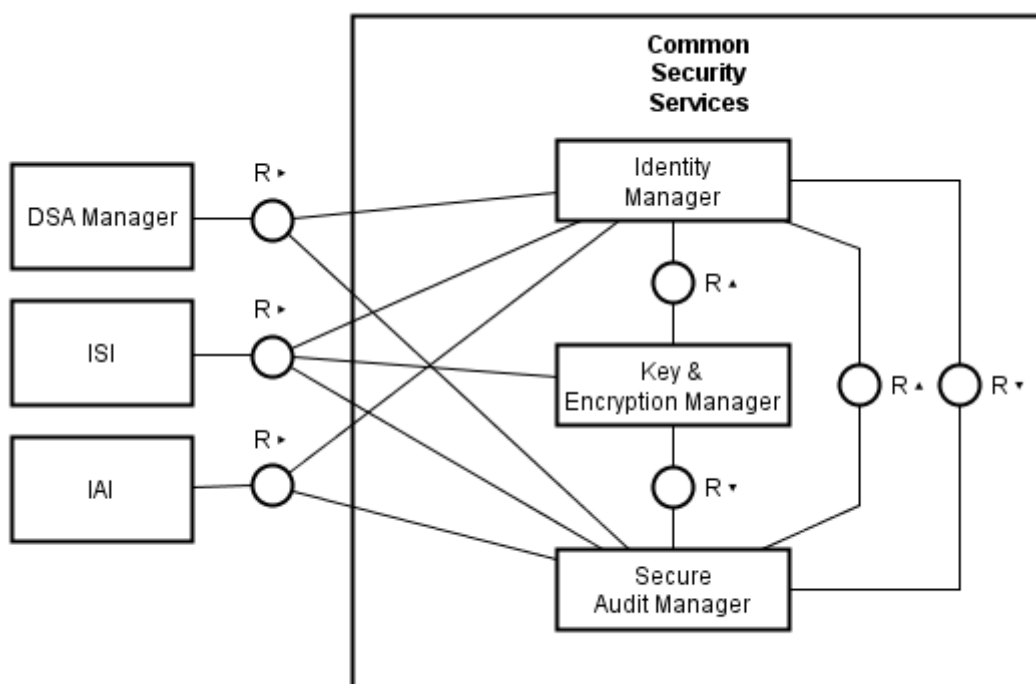 Common
Security
Services
Identity
Manager
R ▸
DSA Manager
R ▴
R ▸
ISI
Key &
Encryption Manager
R ▴
R ▾
R ▸
IAI
R ▾
Secure
Audit Manager